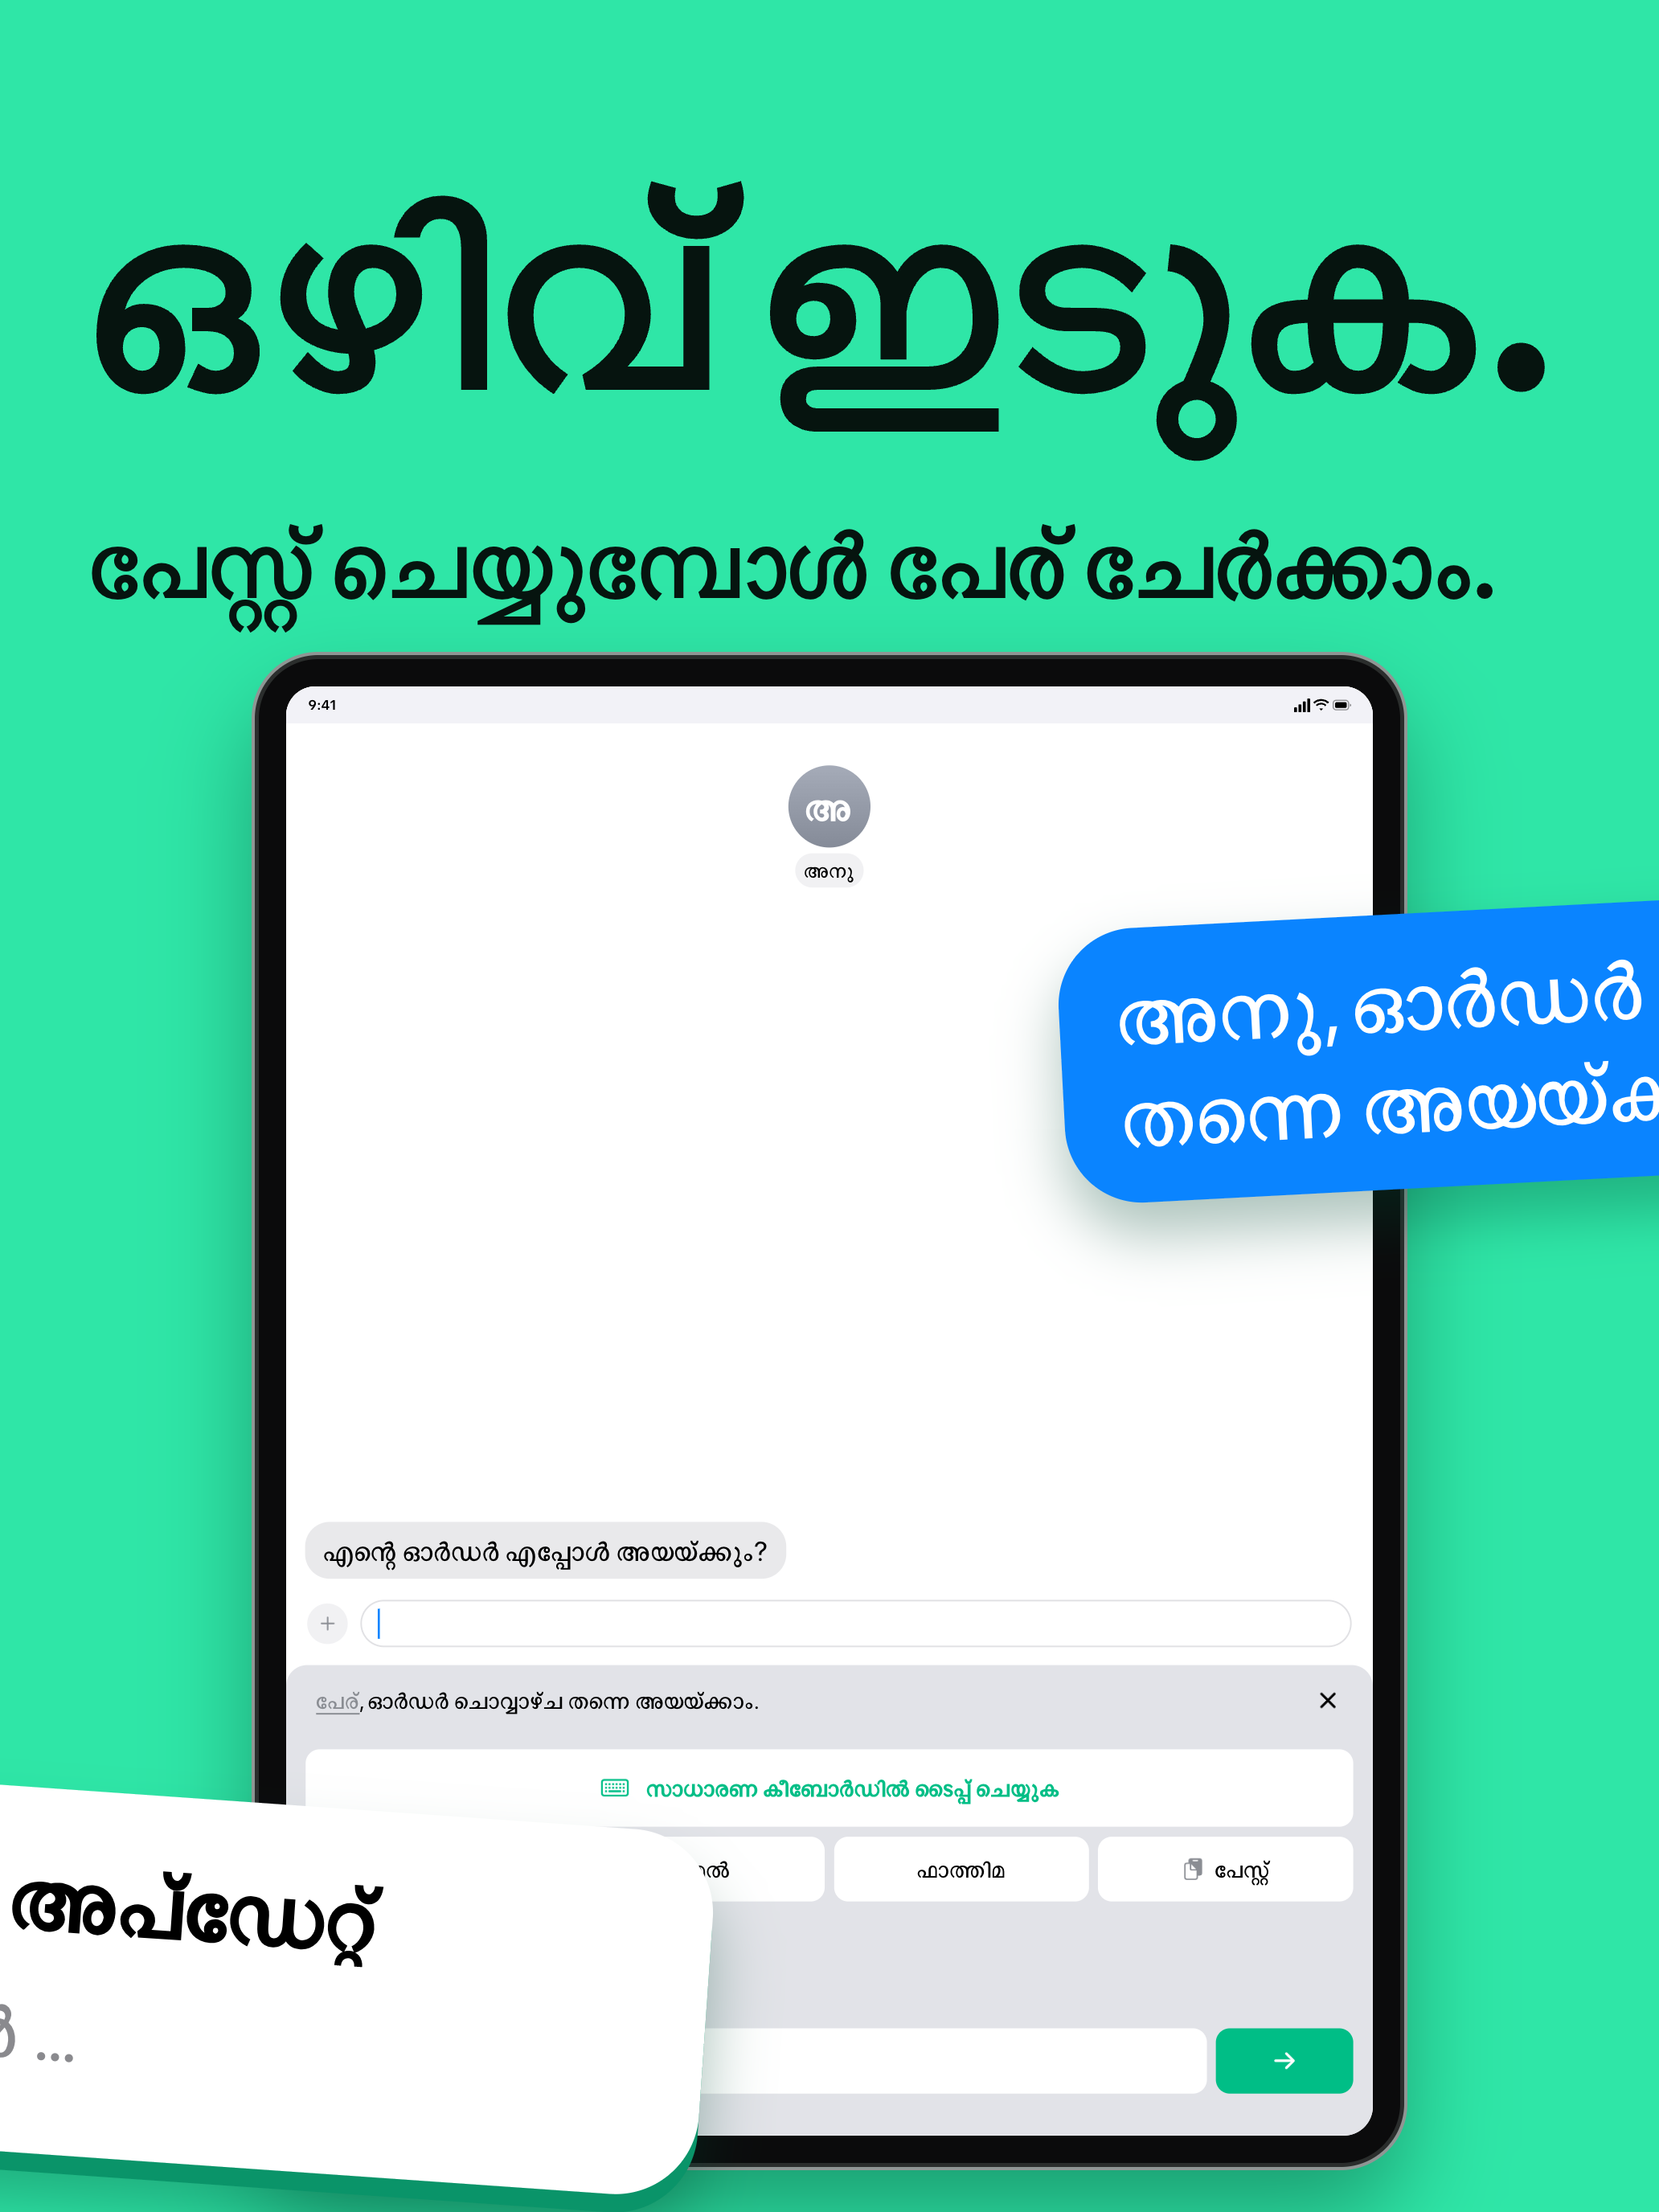 ഒഴിവ് ഇടുക.
പേസ്റ്റ് ചെയ്യുമ്പോൾ പേര് ചേർക്കാം.
9:41
അ
അനു
അനു, ഓർഡർ
തന്നെ
എന്റെ ഓർഡർ എപ്പോൾ അയയ്ക്കും?
പേര്, ഓർഡർ ചൊവ്വാഴ്ച തന്നെ അയയ്ക്കാം.
സാധാരണ കീബോർഡിൽ ടൈപ്പ് ചെയ്യുക
ഫാത്തിമ
പേസ്റ്റ്
അപ്ഡേറ്റ്
...